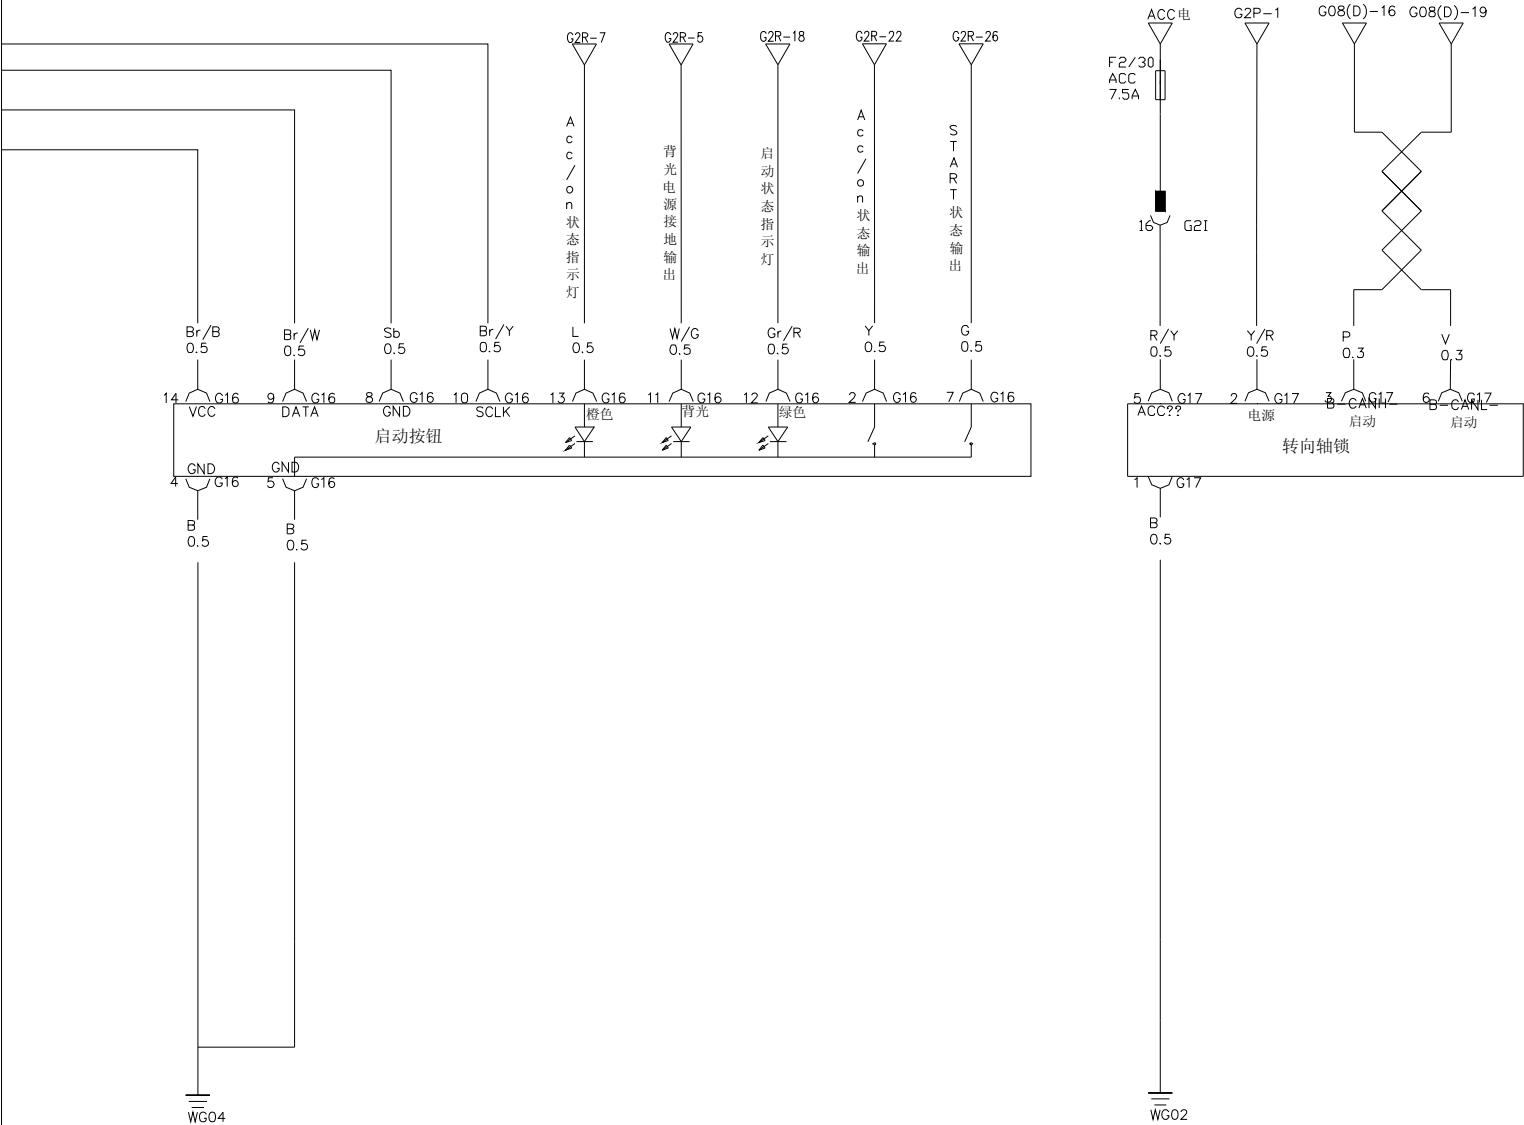 G2R-7
G2R-5
G2R-18
G2R-22
G2R-26
ACC电
G2P-1
G08(D)-16
G08(D)-19
F2/30
ACC
7.5A
16
G2I
Acc/on状态指示灯
背光电源接地输出
启动状态指示灯
Acc/on状态输出
START状态输出
Br/B
0.5
Br/W
0.5
Sb
0.5
Br/Y
0.5
L
0.5
W/G
0.5
Gr/R
0.5
Y
0.5
G
0.5
R/Y
0.5
Y/R
0.5
P
0.3
V
0.3
14 G16
9 G16
8 G16
10 G16
13 G16
11 G16
12 G16
2 G16
7 G16
5 G17
2 G17
3 G17
6 G17
VCC
DATA
GND
SCLK
橙色
背光
绿色
ACC??
电源
B-CANH-
启动
B-CANL-
启动
启动按钮
转向轴锁
GND
GND
4 G16
5 G16
1 G17
B
0.5
B
0.5
B
0.5
WG04
WG02